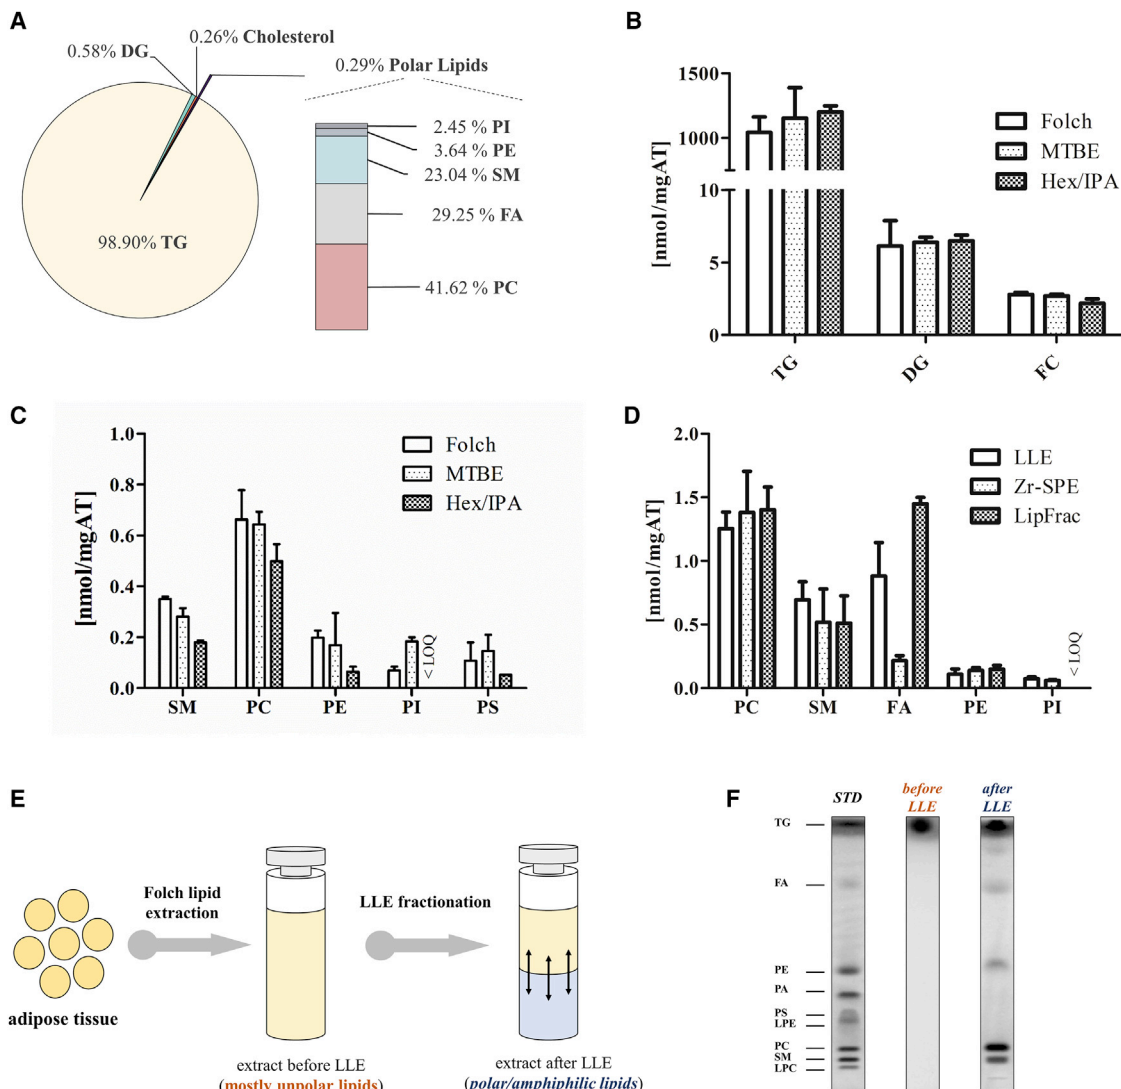 A
0.26% Cholesterol
0.58% DG
0.29% Polar Lipids
2.45 % PI
3.64 % PE
23.04 % SM
29.25 % FA
98.90% TG
41.62 % PC
B
1500
1000
10
5
0
[nmol/mgAT]
Folch
MTBE
Hex/IPA
TG
DG
FC
C
1.0
0.8
0.6
0.4
0.2
0.0
[nmol/mgAT]
Folch
MTBE
Hex/IPA
< LOQ
SM
PC
PE
PI
PS
D
2.0
1.5
1.0
0.5
0.0
[nmol/mgAT]
LLE
Zr-SPE
LipFrac
< LOQ
PC
SM
FA
PE
PI
E
Folch lipid
extraction
LLE fractionation
adipose tissue
extract before LLE
(mostly unpolar lipids)
extract after LLE
(polar/amphiphilic lipids)
F
STD
before
LLE
after
LLE
TG
FA
PE
PA
PS
LPE
PC
SM
LPC